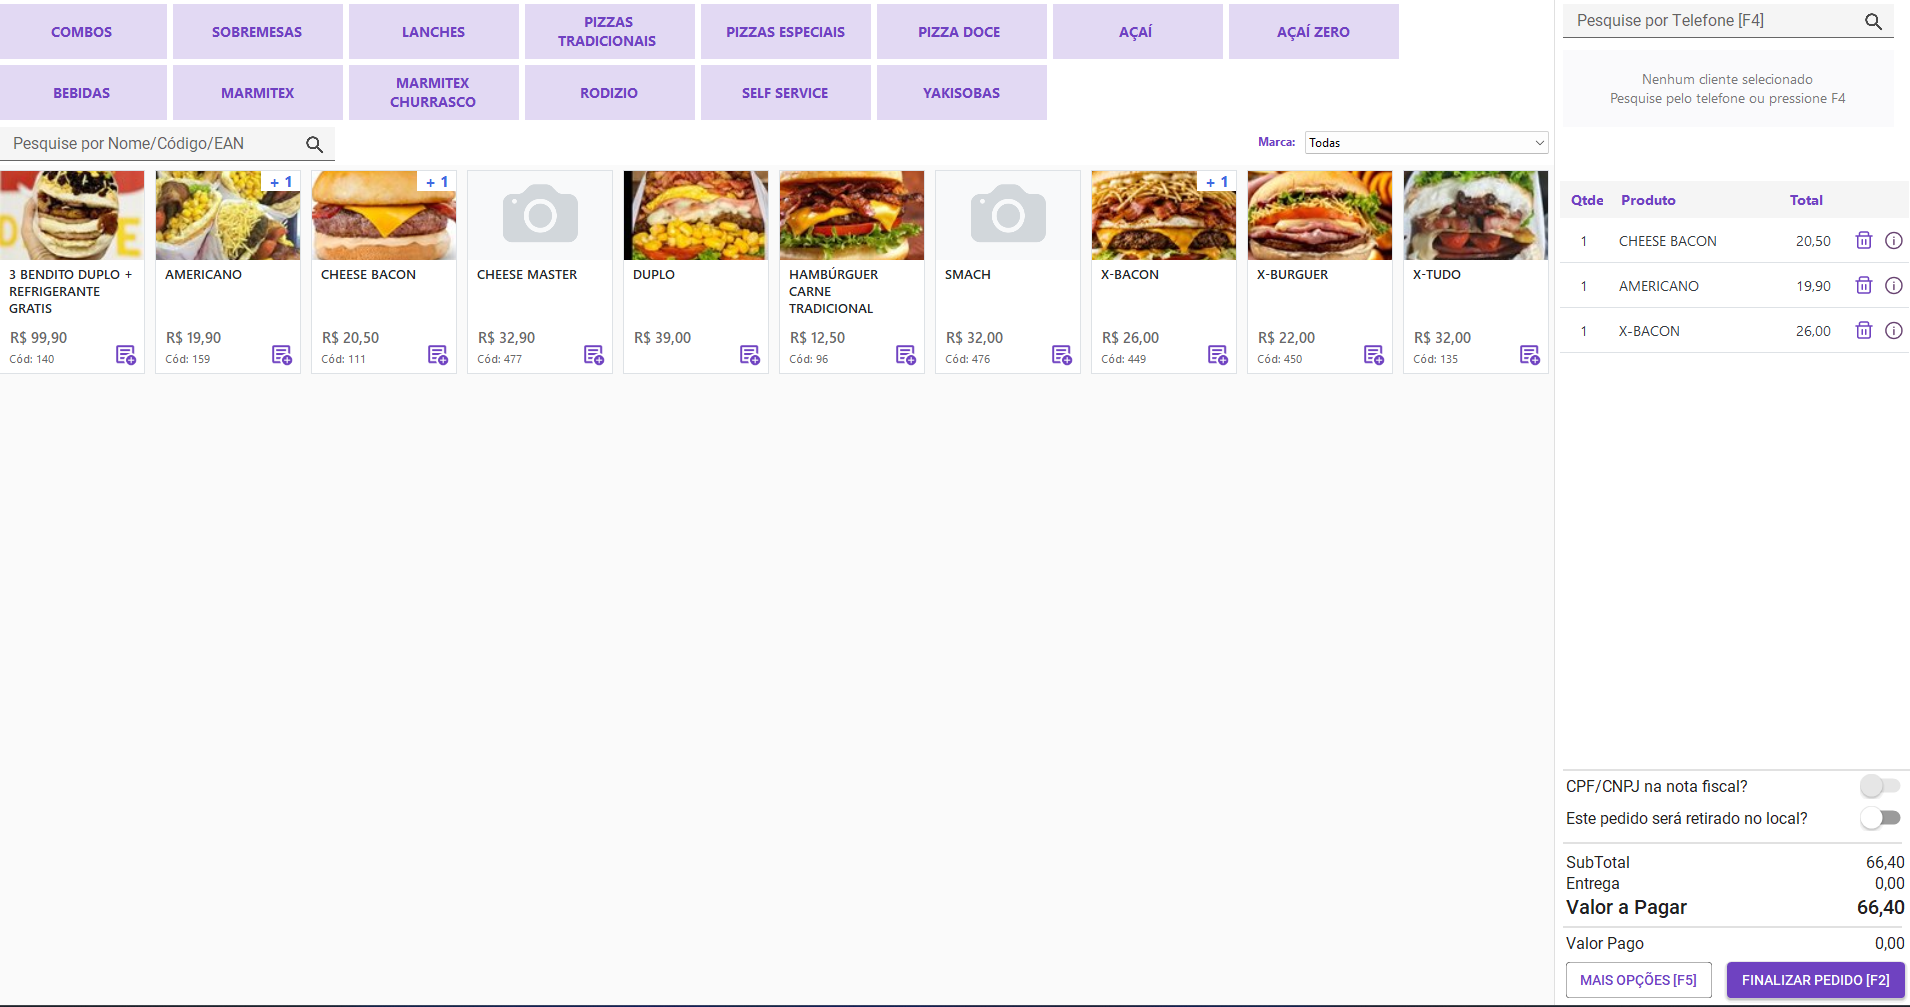 COMBOS
SOBREMESAS
LANCHES
PIZZAS
TRADICIONAIS
PIZZAS ESPECIAIS
PIZZA DOCE
AÇAÍ
AÇAÍ ZERO
BEBIDAS
MARMITEX
MARMITEX
CHURRASCO
RODIZIO
SELF SERVICE
YAKISOBAS
Pesquise por Nome/Código/EAN
Marca: Todas
3 BENDITO DUPLO +
REFRIGERANTE
GRATIS
R$ 99,90
Cód: 140
+ 1
AMERICANO
R$ 19,90
Cód: 159
+ 1
CHEESE BACON
R$ 20,50
Cód: 111
CHEESE MASTER
R$ 32,90
Cód: 477
DUPLO
R$ 39,00
HAMBÚRGUER
CARNE
TRADICIONAL
R$ 12,50
Cód: 96
SMACH
R$ 32,00
Cód: 476
+ 1
X-BACON
R$ 26,00
Cód: 449
X-BURGUER
R$ 22,00
Cód: 450
X-TUDO
R$ 32,00
Cód: 135
Pesquise por Telefone [F4]
Nenhum cliente selecionado
Pesquise pelo telefone ou pressione F4
Qtde Produto Total
1 CHEESE BACON 20,50
1 AMERICANO 19,90
1 X-BACON 26,00
CPF/CNPJ na nota fiscal?
Este pedido será retirado no local?
SubTotal 66,40
Entrega 0,00
Valor a Pagar 66,40
Valor Pago 0,00
MAIS OPÇÕES [F5]
FINALIZAR PEDIDO [F2]